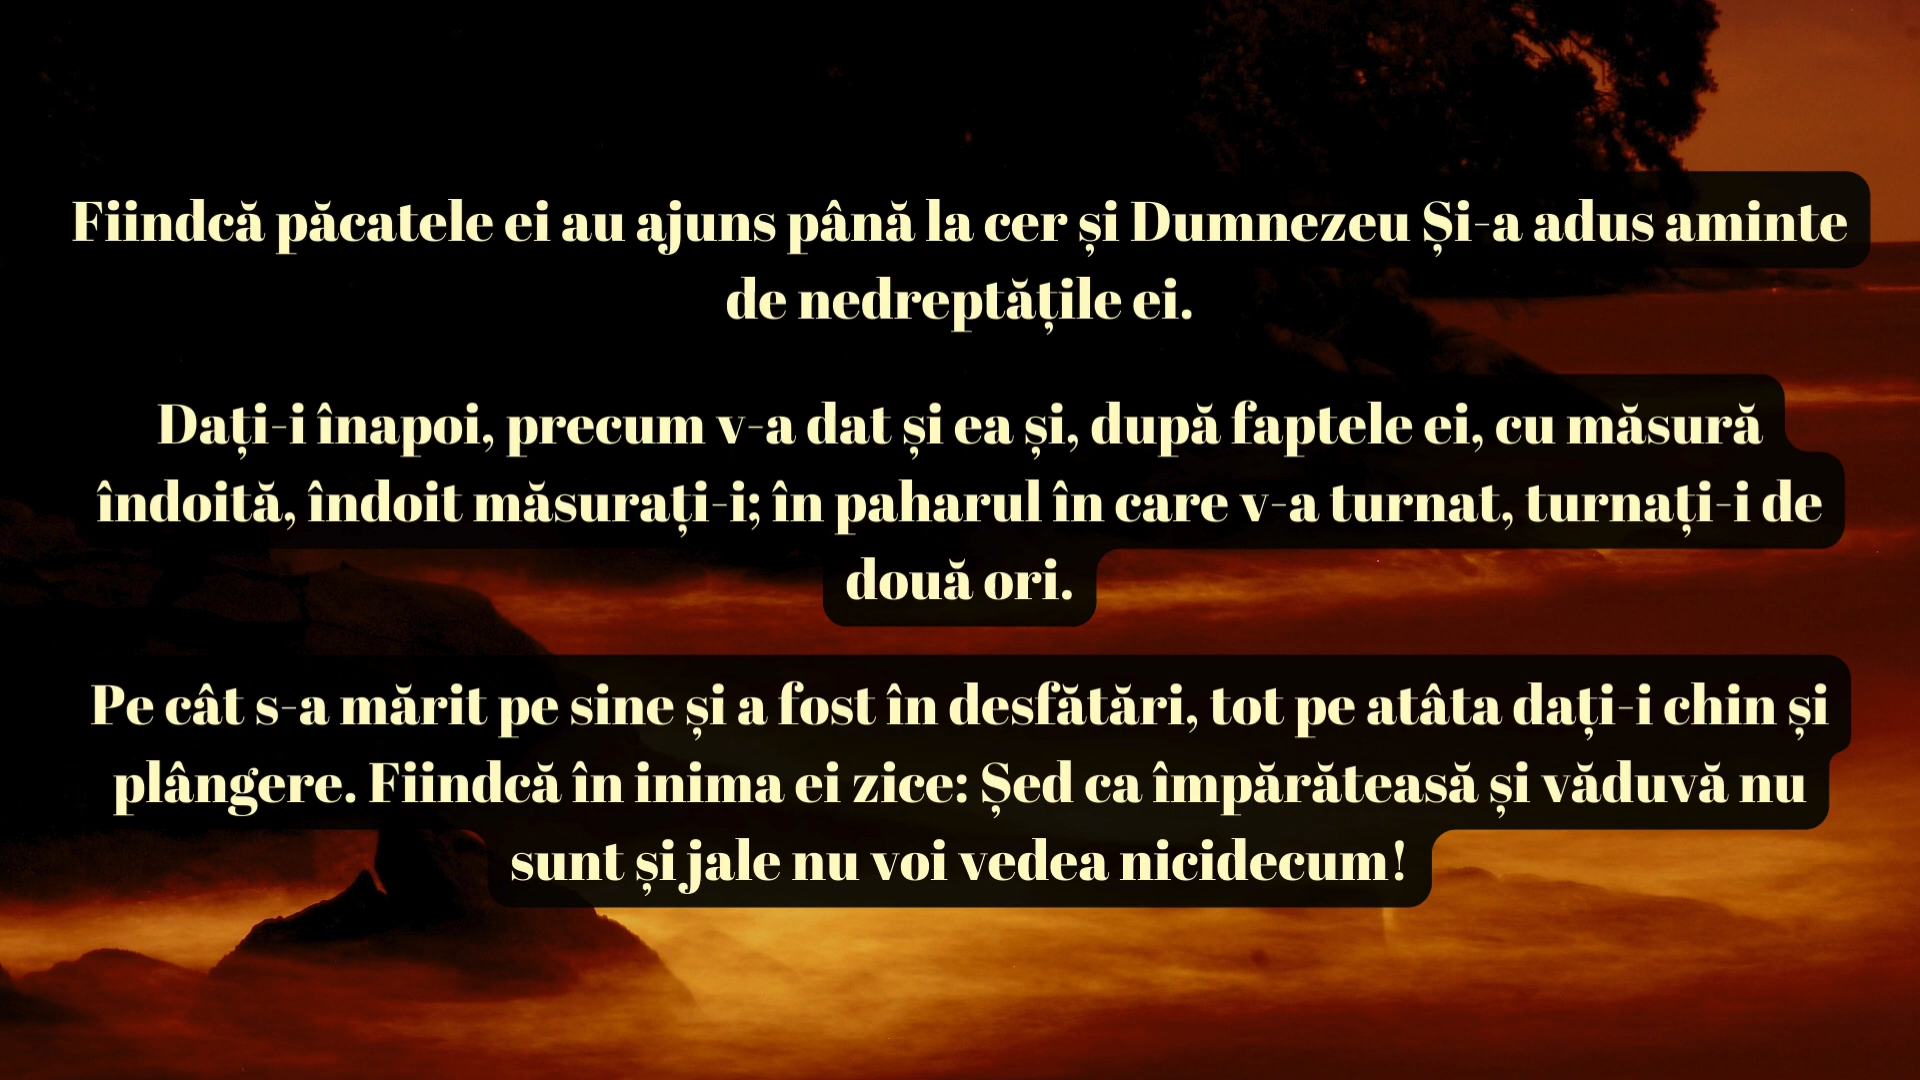 Fiindcă păcatele ei au ajuns până la cer și Dumnezeu Și-a adus aminte
de nedreptățile ei.
Dați-i înapoi, precum v-a dat și ea și, după faptele ei, cu măsură
îndoită, îndoit măsurați-i; în paharul în care v-a turnat, turnați-i de
două ori.
Pe cât s-a mărit pe sine și a fost în desfătări, tot pe atâta dați-i chin și
plângere. Fiindcă în inima ei zice: Șed ca împărăteasă și văduvă nu
sunt și jale nu voi vedea nicidecum!